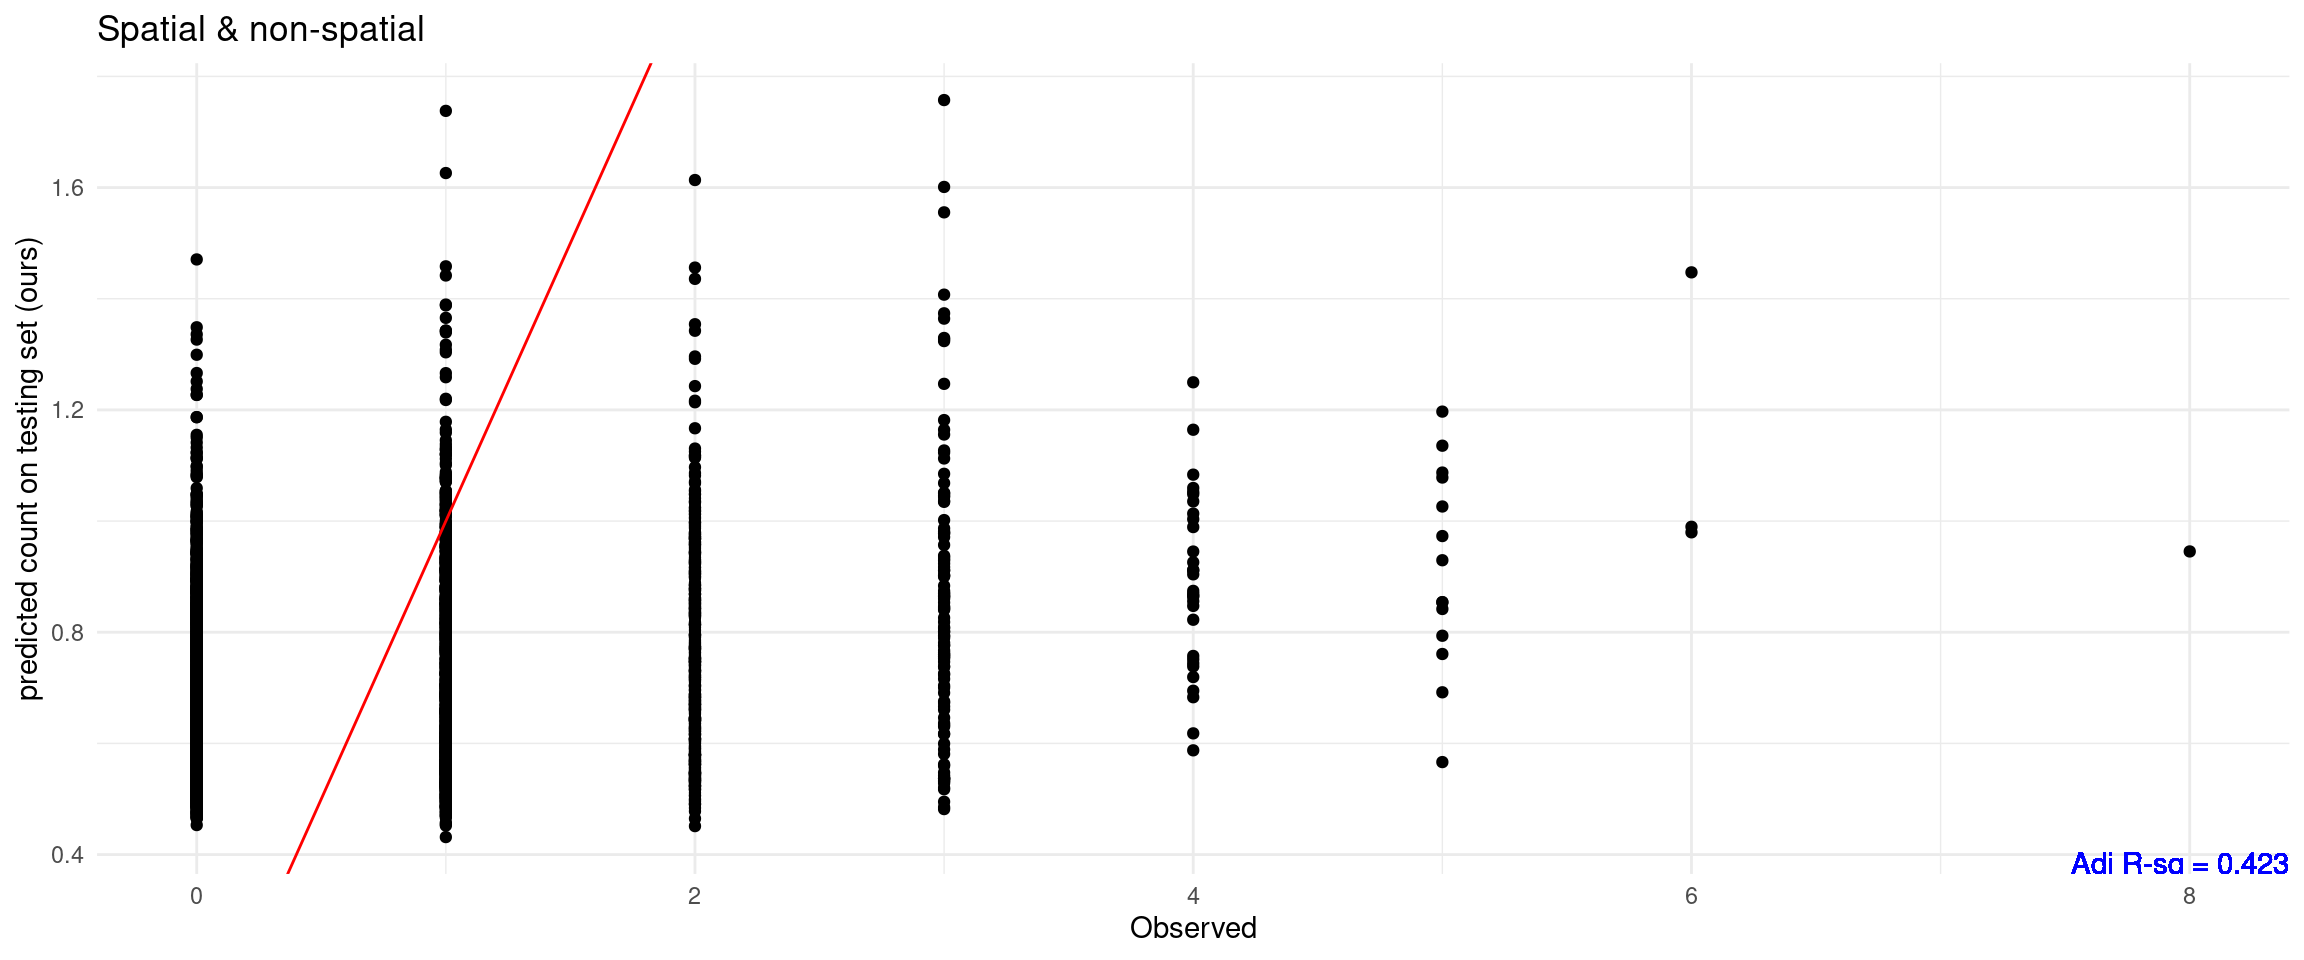 Spatial & non-spatial
predicted count on testing set (ours)
1.6
1.2
0.8
0.4
Adj R-sq = 0.423
0 2 4 6 8
Observed